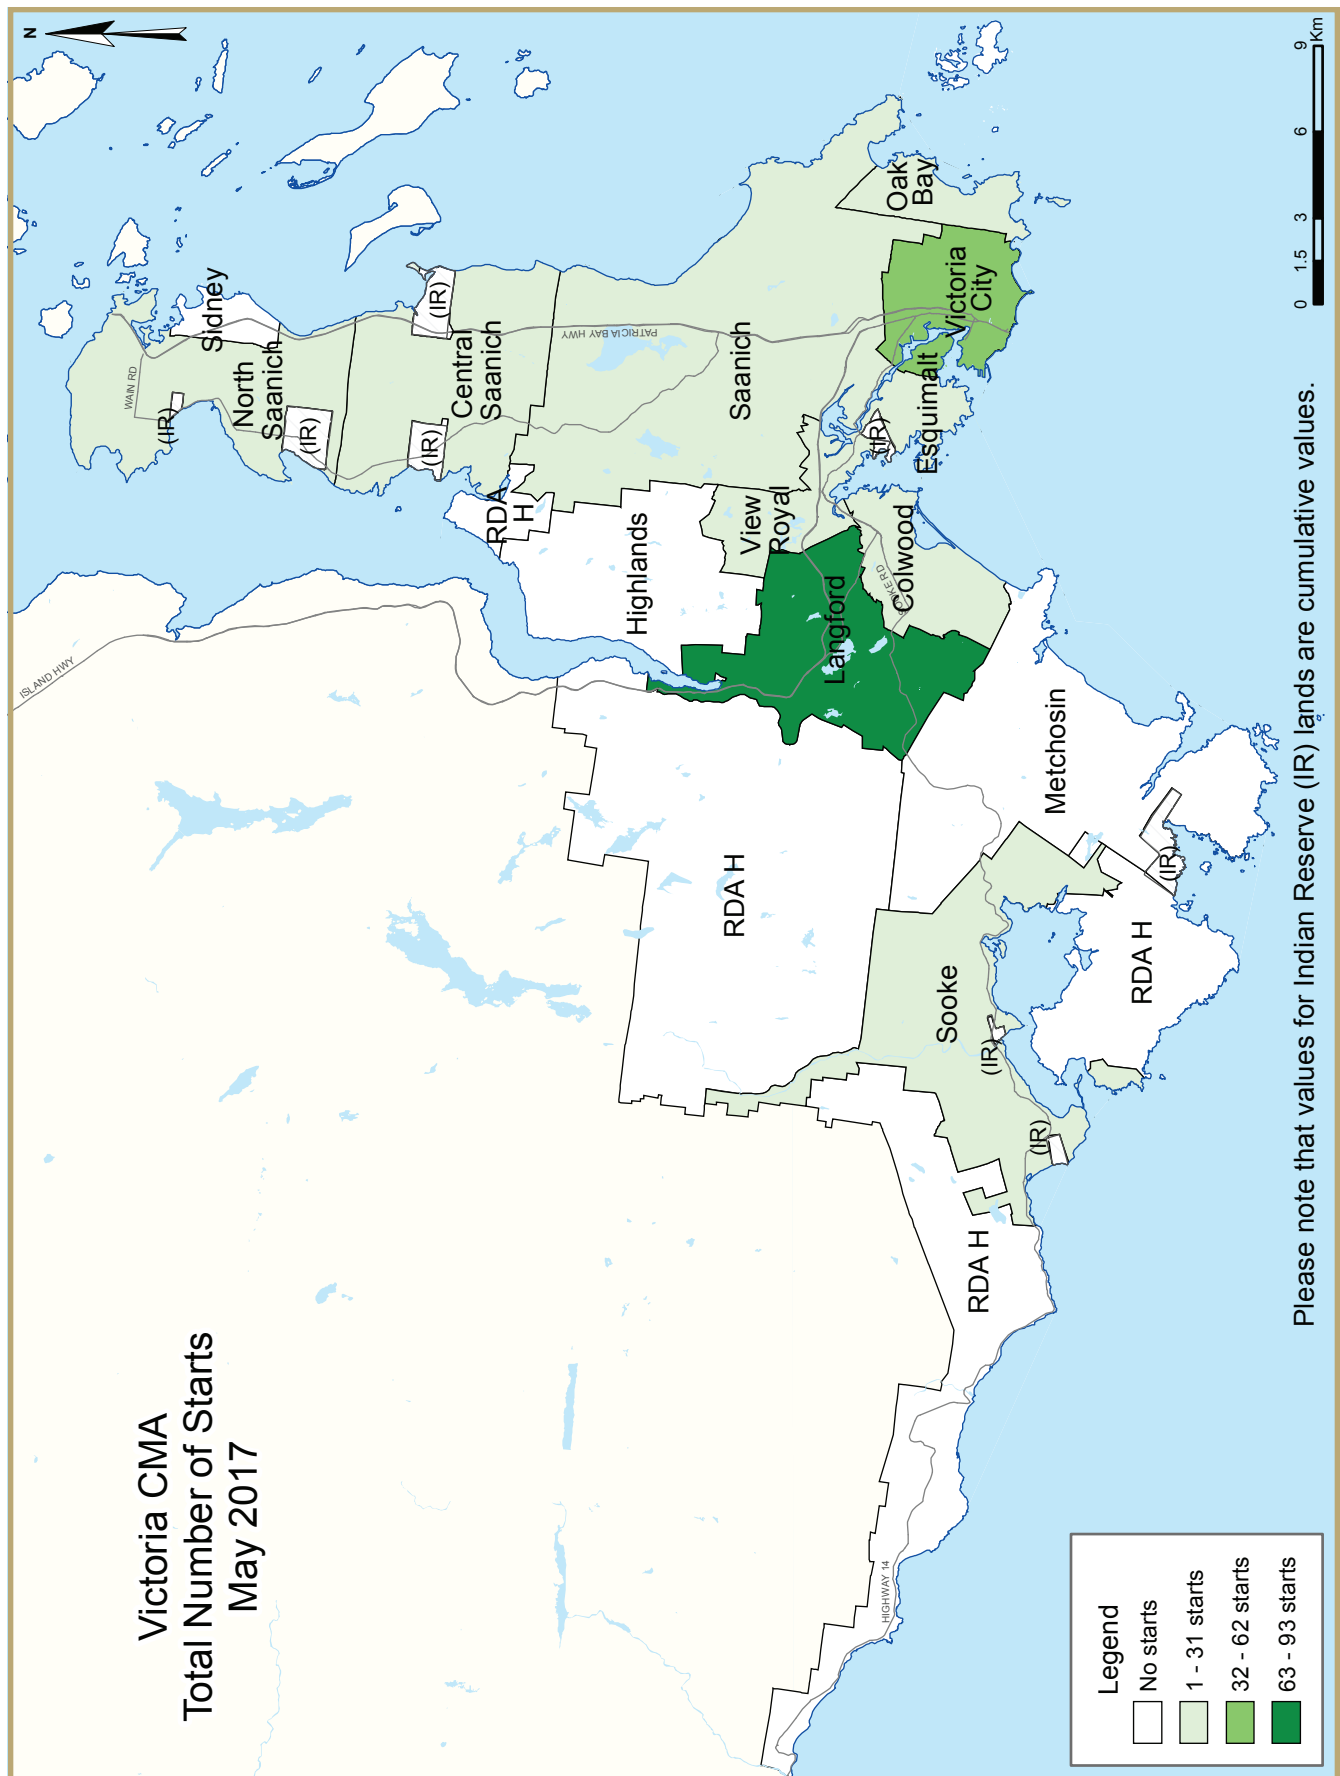 Victoria CMA
Total Number of Starts
May 2017
N
ISLAND HWY
WAIN RD
(IR)
North
Saanich
Sidney
(IR)
(IR)
Central
Saanich
(IR)
PATRICIA BAY HWY
RDA
H
Highlands
Saanich
View
Royal
Oak
Bay
Victoria
City
Esquimalt
(IR)
Langford
SOOKE RD
Colwood
RDA H
Metchosin
(IR)
Sooke
(IR)
(IR)
RDA H
RDA H
HIGHWAY 14
Legend
No starts
1 - 31 starts
32 - 62 starts
63 - 93 starts
0 1.5 3 6 9
Km
Please note that values for Indian Reserve (IR) lands are cumulative values.